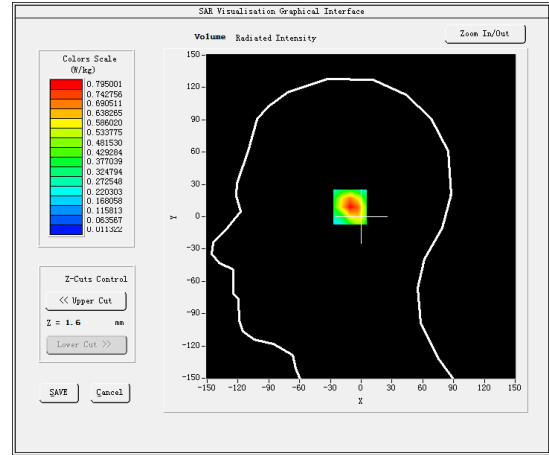 SAR Visualisation Graphical Interface
Volume Radiated Intensity
Zoom In/Out
Colors Scale
(W/kg)
0.795001
0.742756
0.690511
0.638265
0.586020
0.533775
0.481530
0.429284
0.377039
0.324794
0.272548
0.220303
0.168058
0.115813
0.063567
0.011322
Z-Cuts Control
<< Upper Cut
Z = 1.6 mm
Lower Cut >>
SAVE
Cancel
150
120
90
60
30
0
-30
-60
-90
-120
-150
Y
-150 -120 -90 -60 -30 0 30 60 90 120 150
X